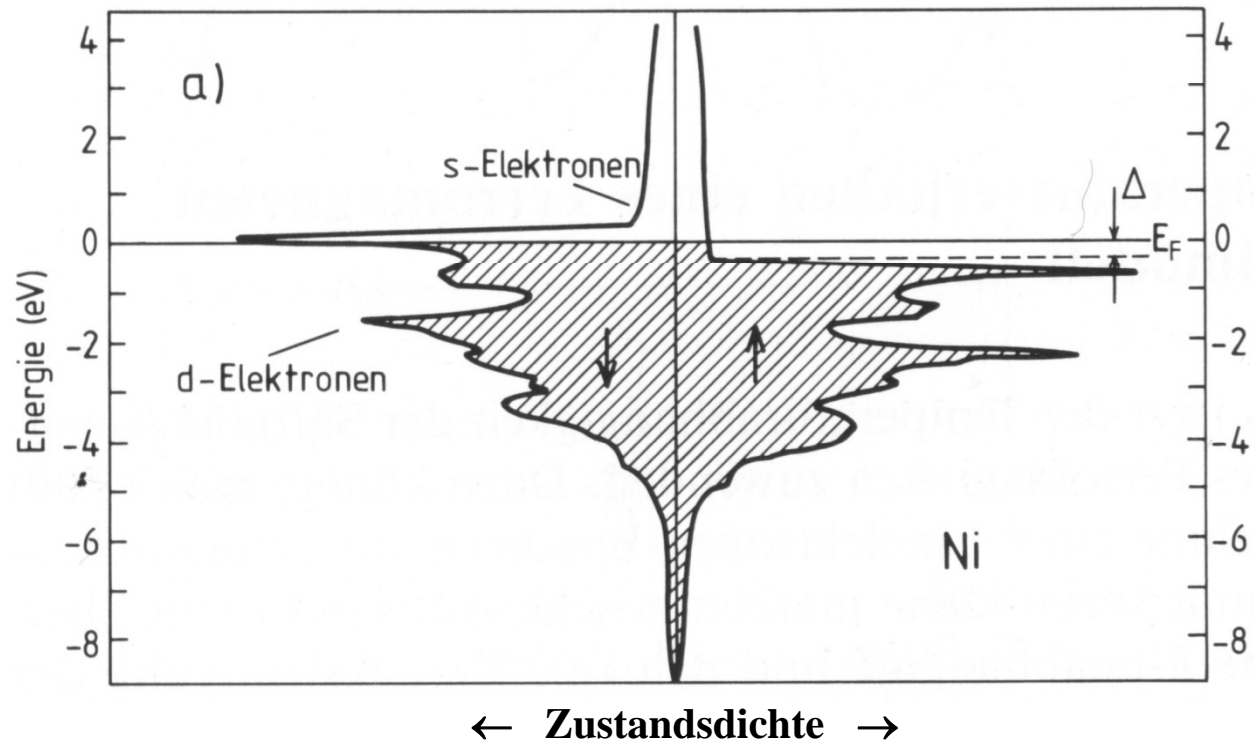 a)
s-Elektronen
d-Elektronen
Energie (eV)
4
2
0
-2
-4
-6
-8
4
2
0
-2
-4
-6
-8
Δ
E_F
Ni
← Zustandsdichte →